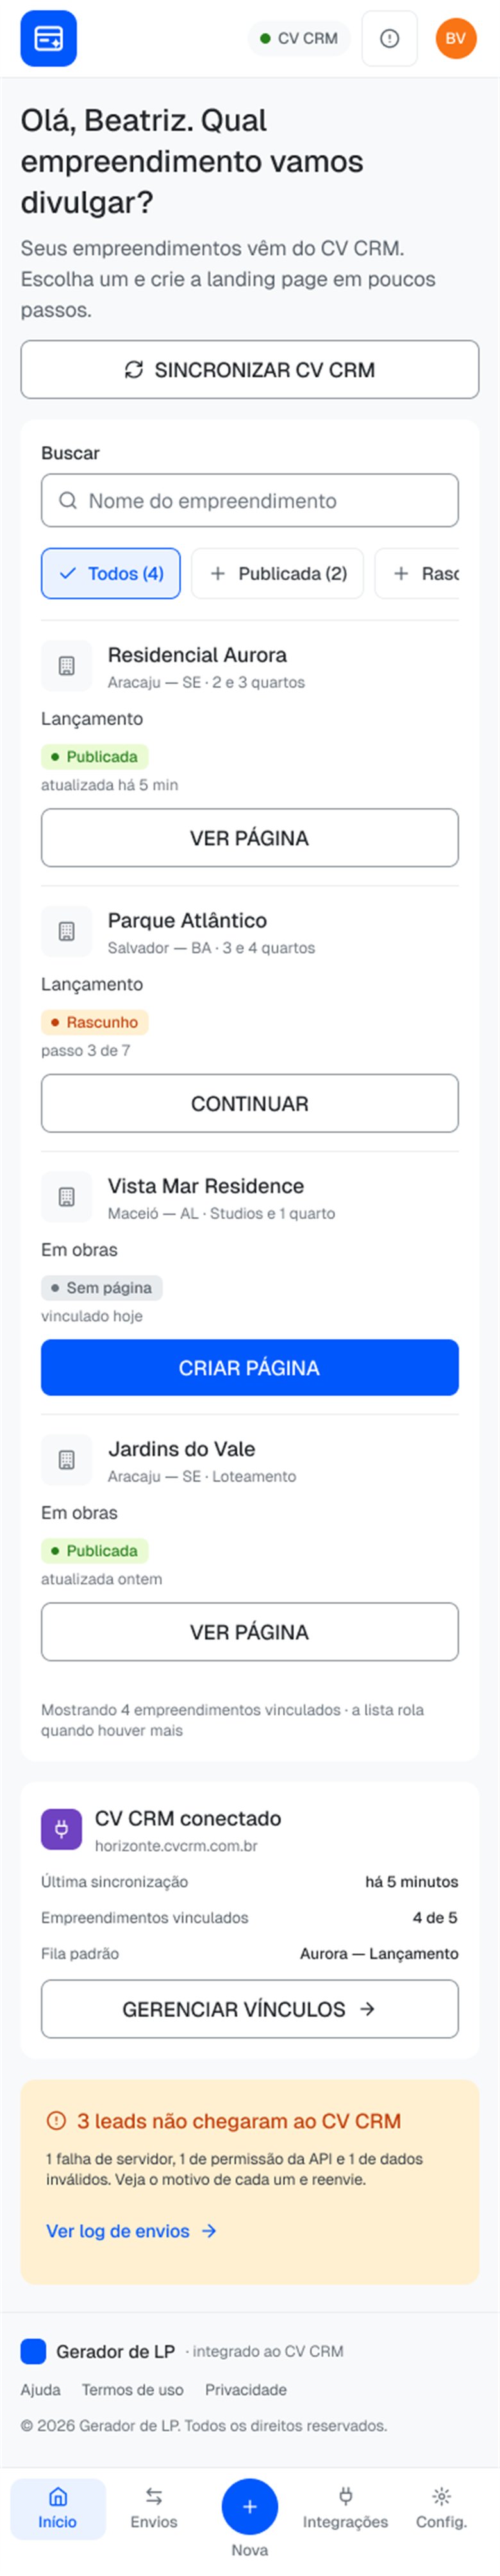 CV CRM
BV
Olá, Beatriz. Qual
empreendimento vamos
divulgar?
Seus empreendimentos vêm do CV CRM.
Escolha um e crie a landing page em poucos
passos.
SINCRONIZAR CV CRM
Buscar
Nome do empreendimento
Todos (4)
Publicada (2)
Rasc
Residencial Aurora
Aracaju — SE · 2 e 3 quartos
Lançamento
Publicada
atualizada há 5 min
VER PÁGINA
Parque Atlântico
Salvador — BA · 3 e 4 quartos
Lançamento
Rascunho
passo 3 de 7
CONTINUAR
Vista Mar Residence
Maceió — AL · Studios e 1 quarto
Em obras
Sem página
vinculado hoje
CRIAR PÁGINA
Jardins do Vale
Aracaju — SE · Loteamento
Em obras
Publicada
atualizada ontem
VER PÁGINA
Mostrando 4 empreendimentos vinculados · a lista rola
quando houver mais
CV CRM conectado
horizonte.cvcrm.com.br
Última sincronização há 5 minutos
Empreendimentos vinculados 4 de 5
Fila padrão Aurora — Lançamento
GERENCIAR VÍNCULOS →
3 leads não chegaram ao CV CRM
1 falha de servidor, 1 de permissão da API e 1 de dados
inválidos. Veja o motivo de cada um e reenvie.
Ver log de envios →
Gerador de LP · integrado ao CV CRM
Ajuda Termos de uso Privacidade
© 2026 Gerador de LP. Todos os direitos reservados.
Início
Envios
Nova
Integrações
Config.